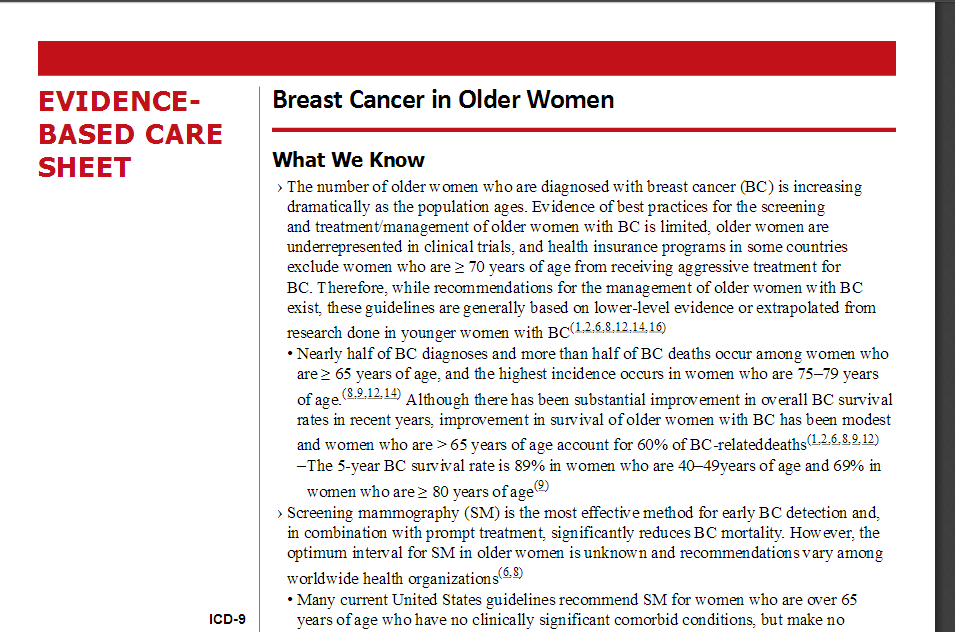 EVIDENCE-
BASED CARE
SHEET
Breast Cancer in Older Women
What We Know
› The number of older women who are diagnosed with breast cancer (BC) is increasing
dramatically as the population ages. Evidence of best practices for the screening
and treatment/management of older women with BC is limited, older women are
underrepresented in clinical trials, and health insurance programs in some countries
exclude women who are ≥ 70 years of age from receiving aggressive treatment for
BC. Therefore, while recommendations for the management of older women with BC
exist, these guidelines are generally based on lower-level evidence or extrapolated from
research done in younger women with BC(1,2,6,8,12,14,16)
• Nearly half of BC diagnoses and more than half of BC deaths occur among women who
are ≥ 65 years of age, and the highest incidence occurs in women who are 75–79 years
of age.(8,9,12,14) Although there has been substantial improvement in overall BC survival
rates in recent years, improvement in survival of older women with BC has been modest
and women who are > 65 years of age account for 60% of BC-relateddeaths(1,2,6,8,9,12)
–The 5-year BC survival rate is 89% in women who are 40–49years of age and 69% in
women who are ≥ 80 years of age(9)
› Screening mammography (SM) is the most effective method for early BC detection and,
in combination with prompt treatment, significantly reduces BC mortality. However, the
optimum interval for SM in older women is unknown and recommendations vary among
worldwide health organizations(6,8)
• Many current United States guidelines recommend SM for women who are over 65
years of age who have no clinically significant comorbid conditions, but make no
ICD-9